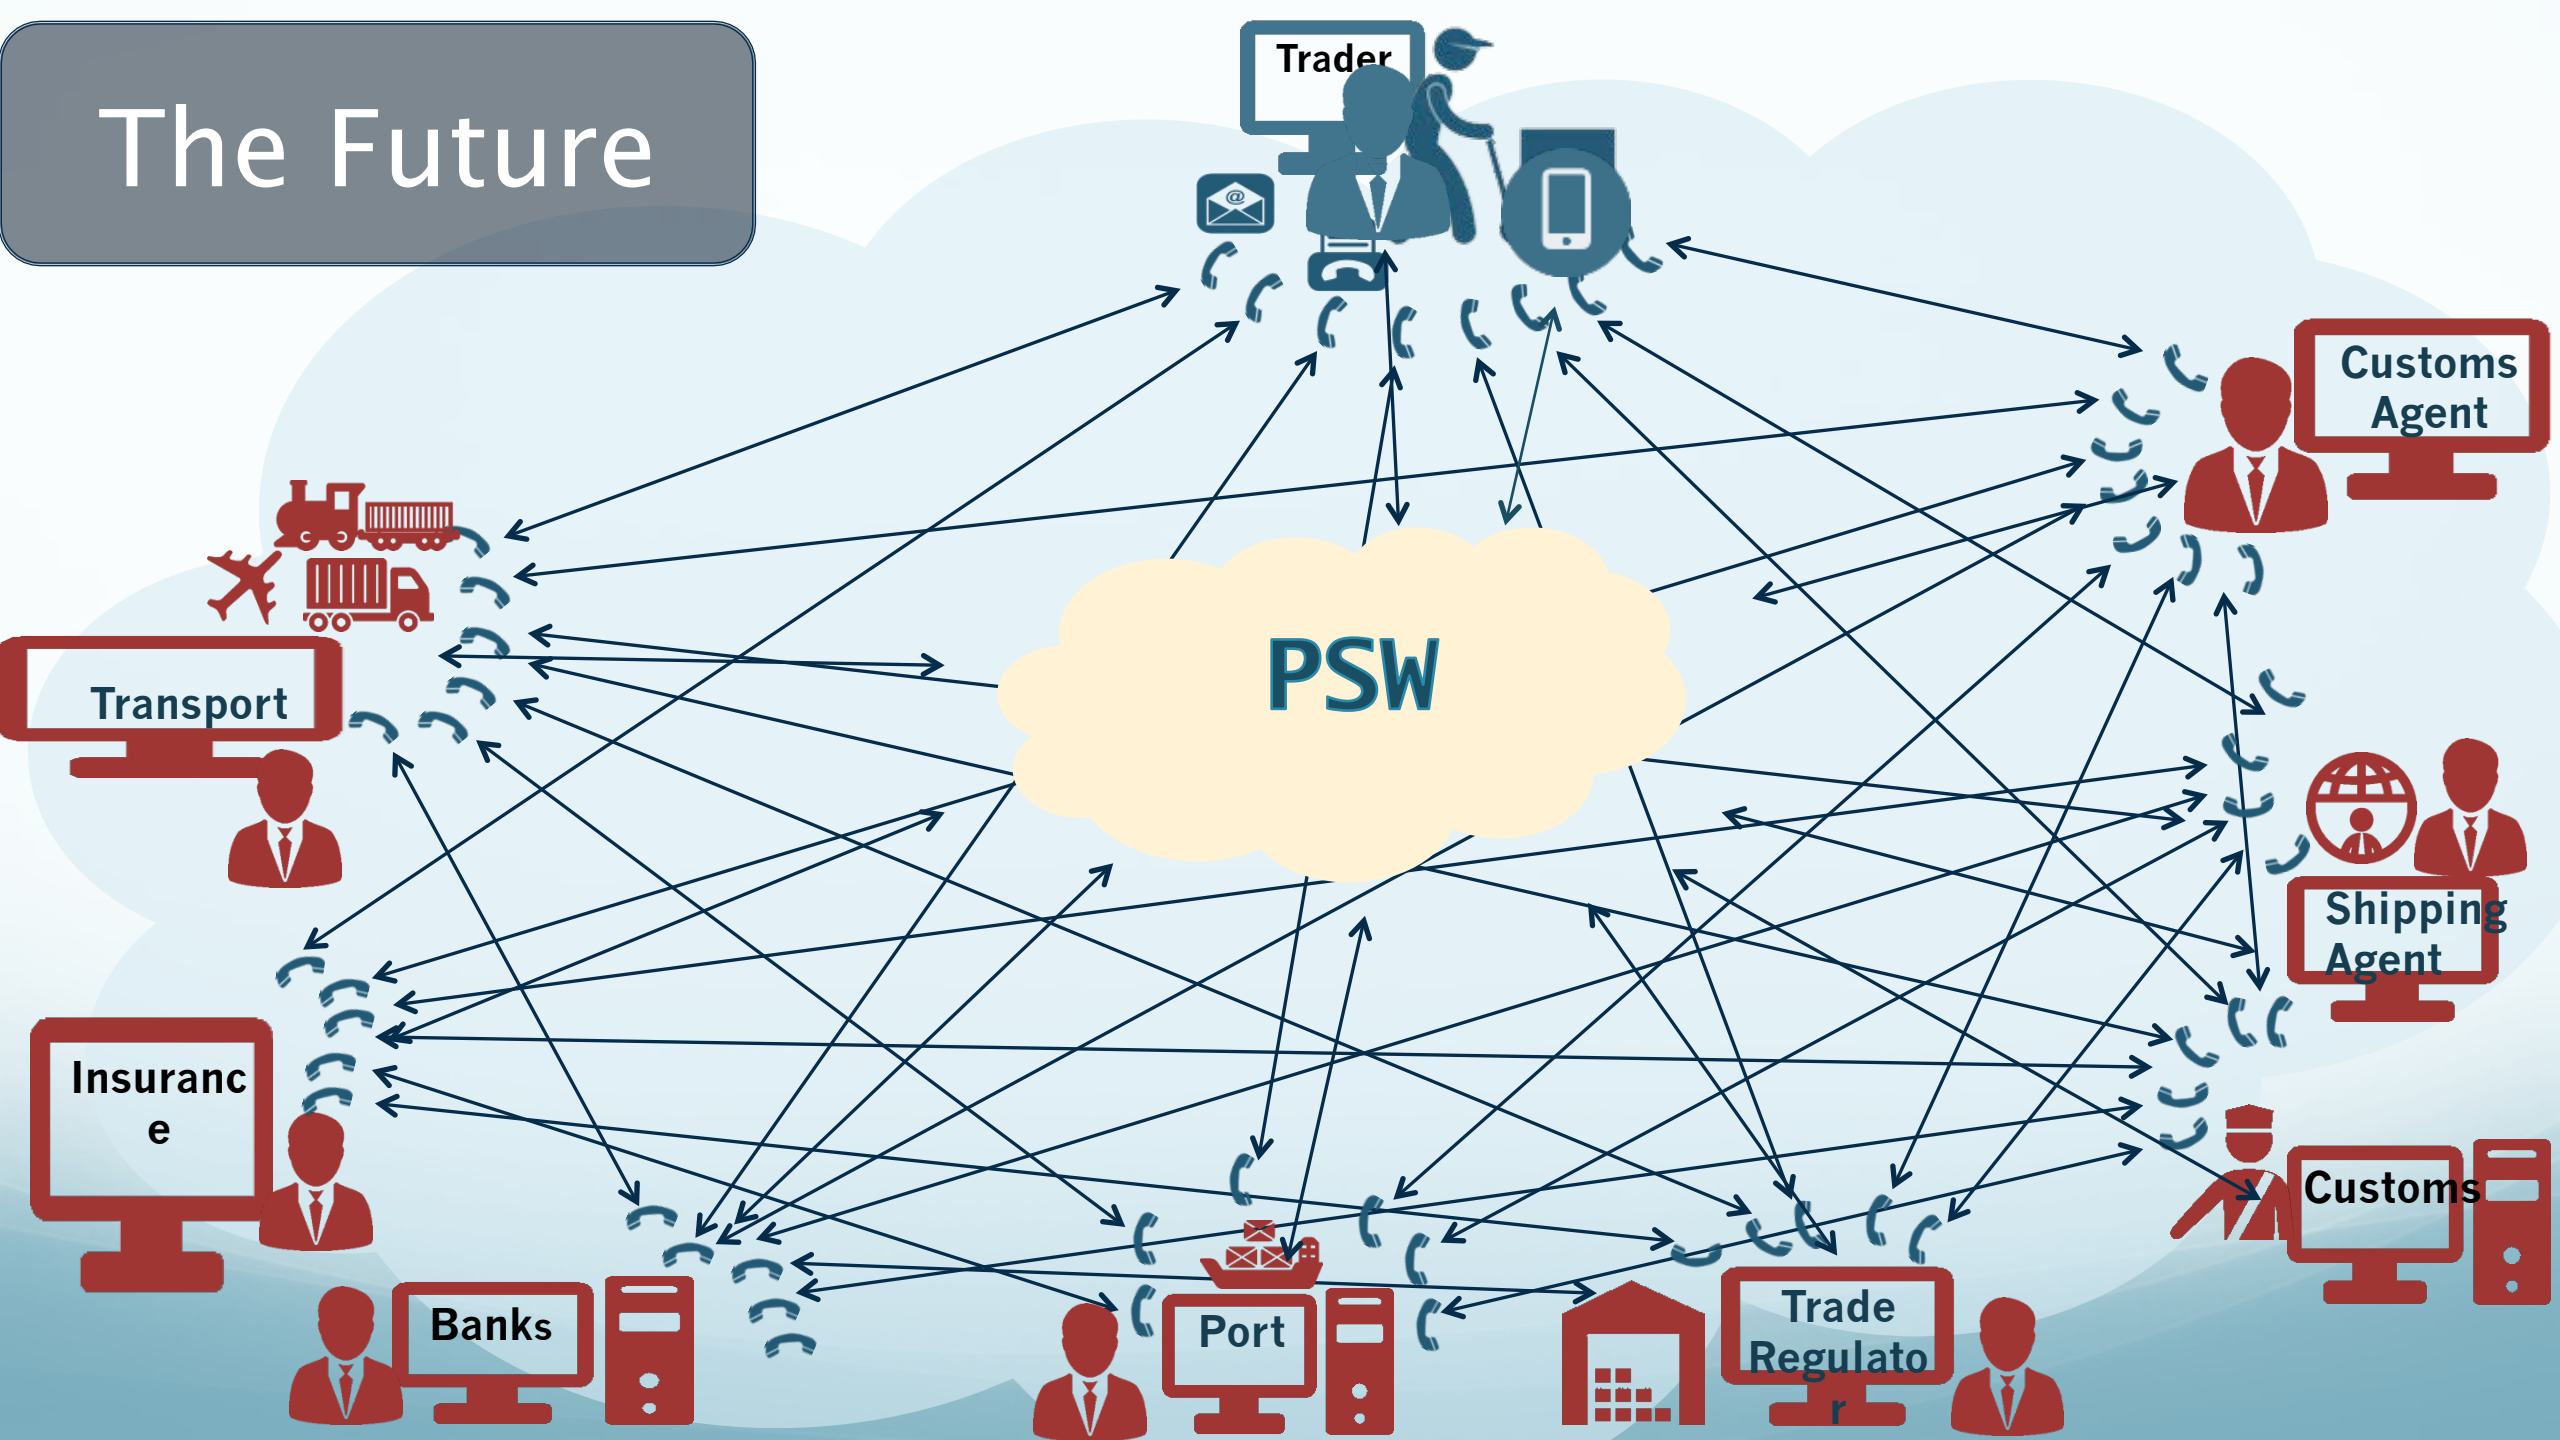 The Future
Trader
Customs
Agent
PSW
Transport
Shipping
Agent
Insuranc
e
Customs
Banks
Port
Trade
Regulato
r
@